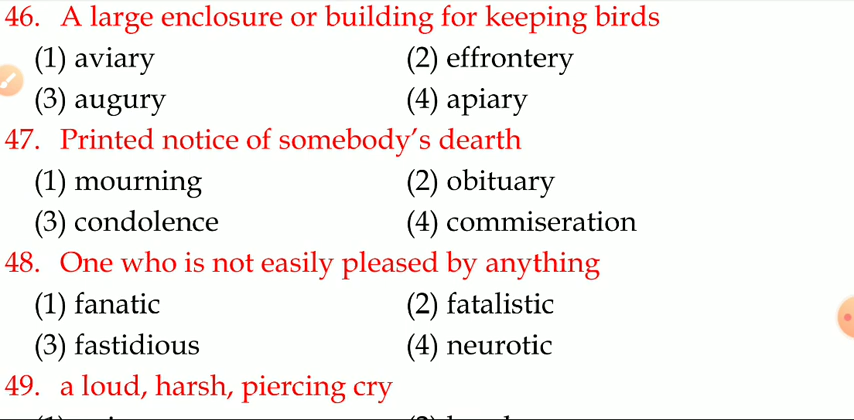 46. A large enclosure or building for keeping birds
(1) aviary (2) effrontery
(3) augury (4) apiary
47. Printed notice of somebody's dearth
(1) mourning (2) obituary
(3) condolence (4) commiseration
48. One who is not easily pleased by anything
(1) fanatic (2) fatalistic
(3) fastidious (4) neurotic
49. a loud, harsh, piercing cry